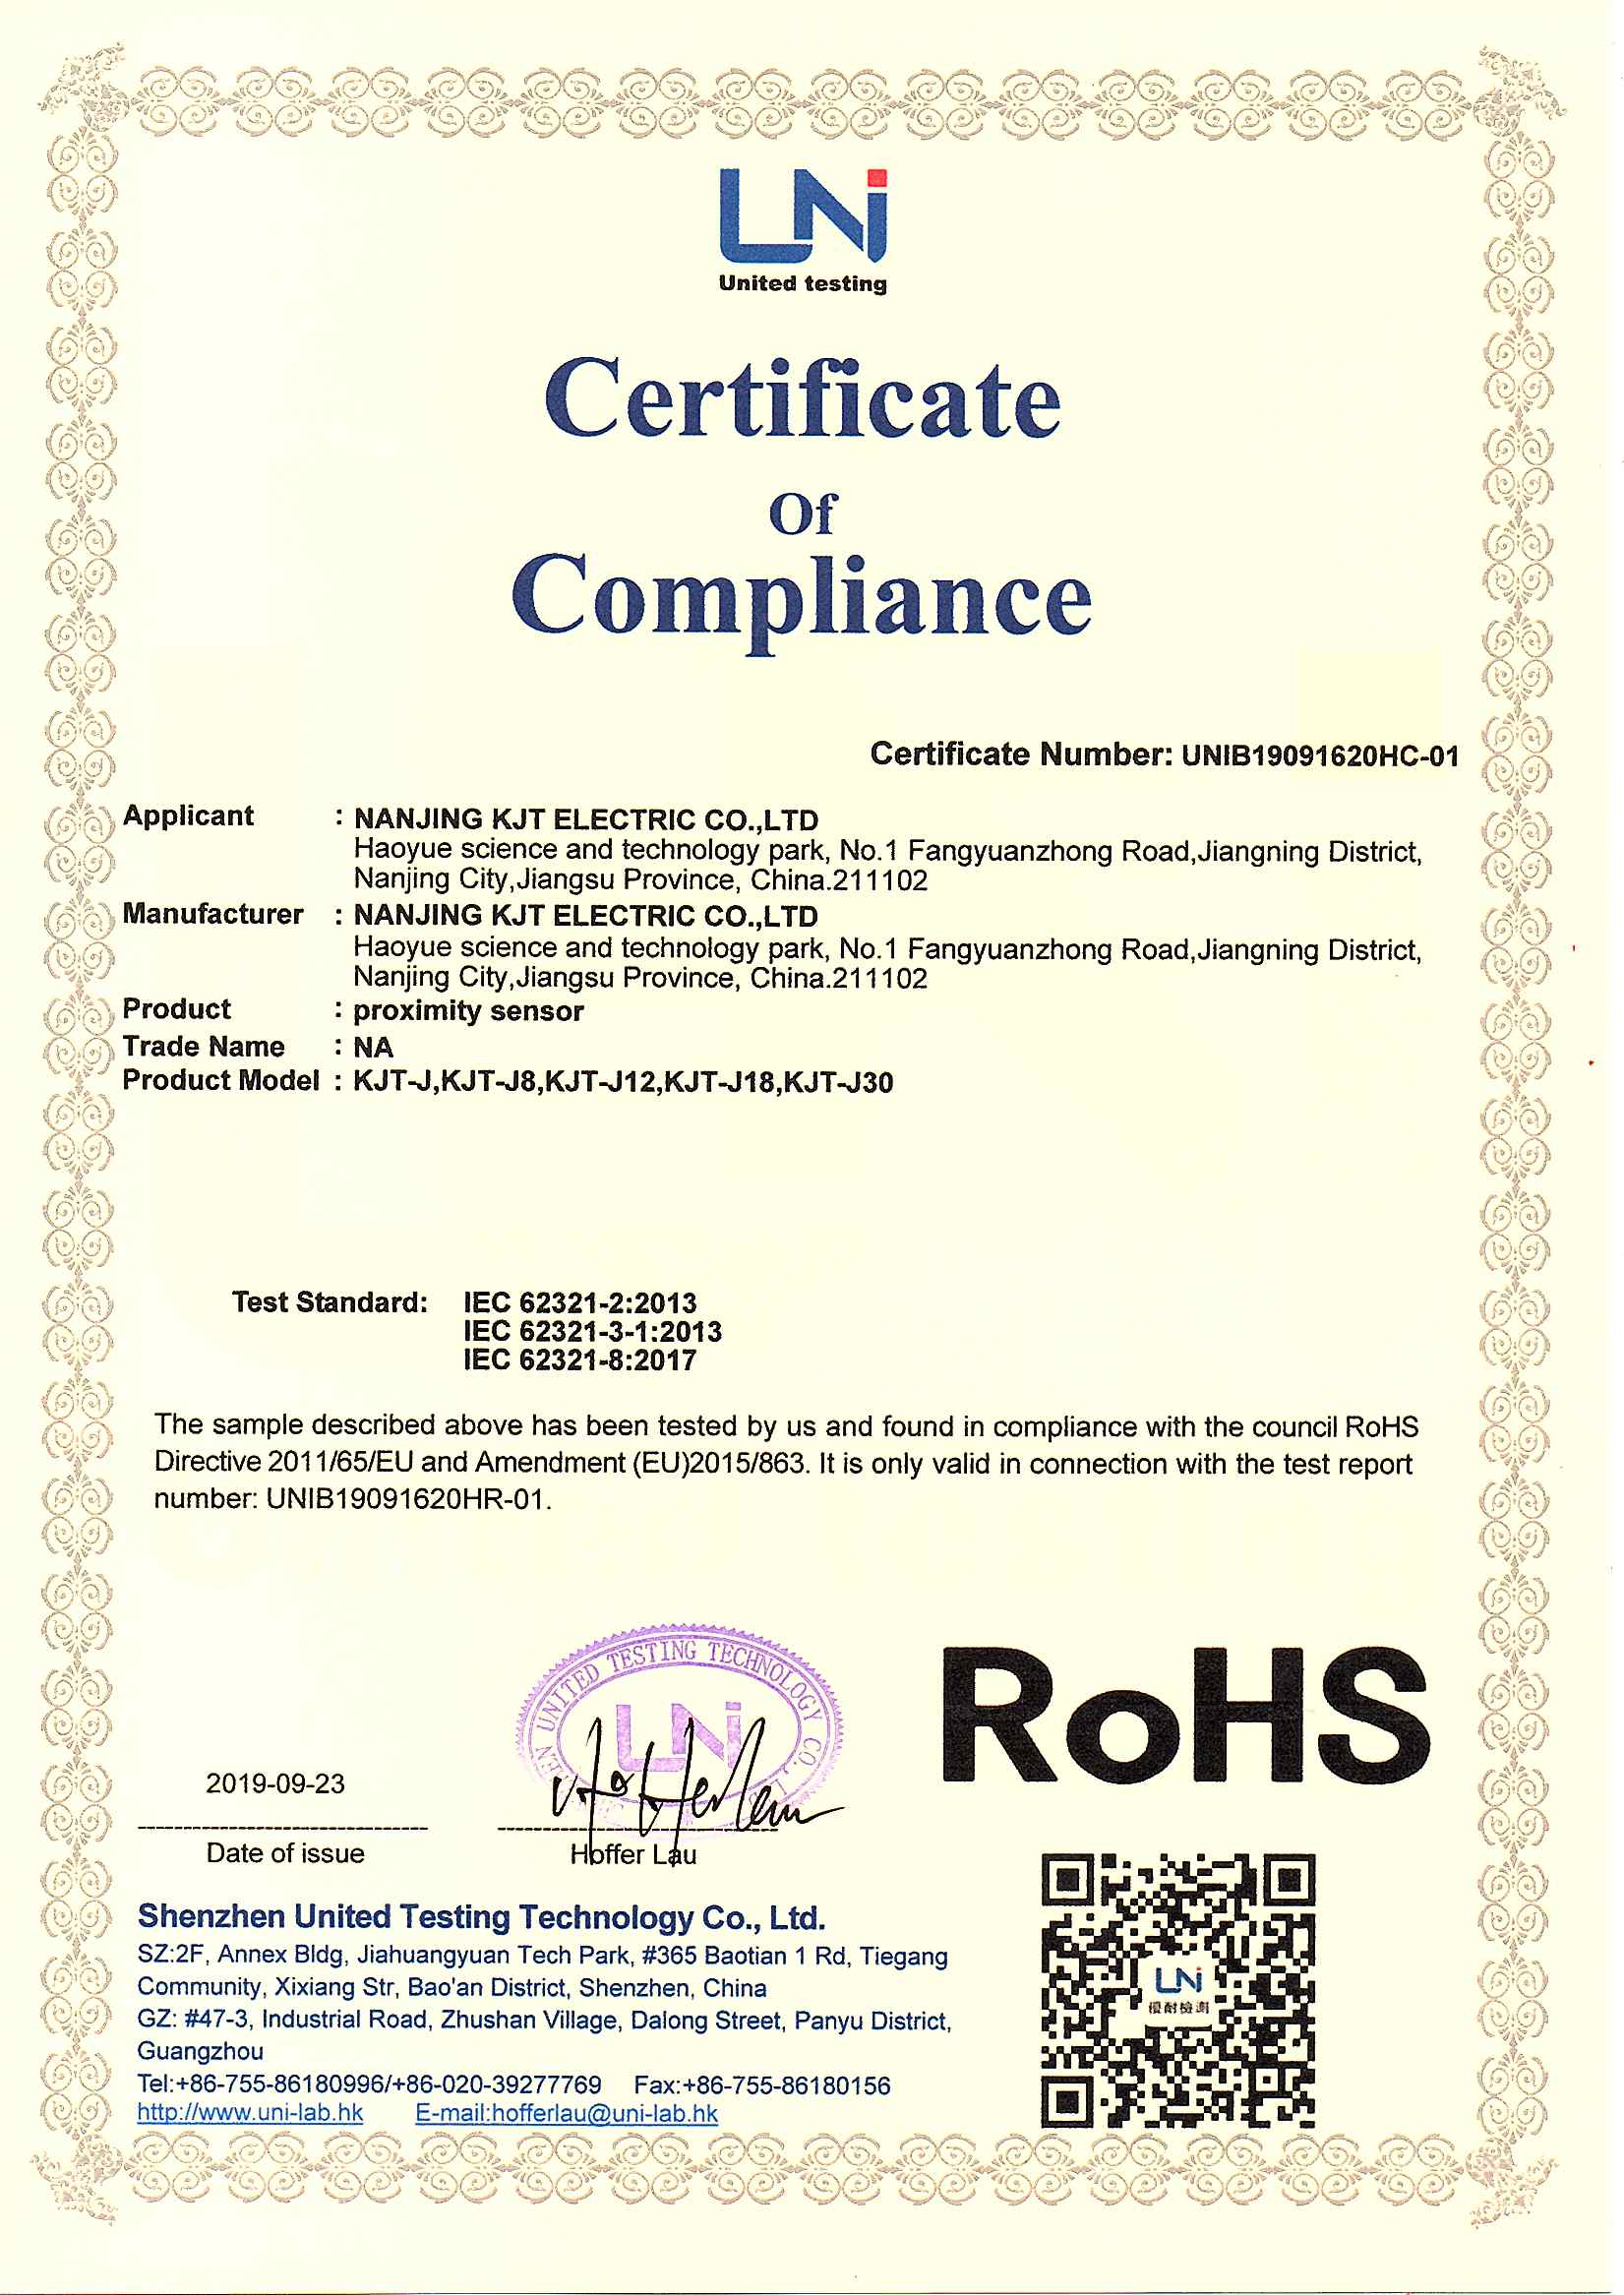 UNi
United testing
Certificate
Of
Compliance
Certificate Number: UNIB19091620HC-01
Applicant : NANJING KJT ELECTRIC CO.,LTD
Haoyue science and technology park, No.1 Fangyuanzhong Road,Jiangning District,
Nanjing City,Jiangsu Province, China.211102
Manufacturer : NANJING KJT ELECTRIC CO.,LTD
Haoyue science and technology park, No.1 Fangyuanzhong Road,Jiangning District,
Nanjing City,Jiangsu Province, China.211102
Product : proximity sensor
Trade Name : NA
Product Model : KJT-J,KJT-J8,KJT-J12,KJT-J18,KJT-J30
Test Standard: IEC 62321-2:2013
IEC 62321-3-1:2013
IEC 62321-8:2017
The sample described above has been tested by us and found in compliance with the council RoHS
Directive 2011/65/EU and Amendment (EU)2015/863. It is only valid in connection with the test report
number: UNIB19091620HR-01.
UNITED TESTING TECHNOLOGY CO.,
UNi
RoHS
2019-09-23
Date of issue
Hoffer Lau
Shenzhen United Testing Technology Co., Ltd.
SZ:2F, Annex Bldg, Jiahuangyuan Tech Park, #365 Baotian 1 Rd, Tiegang
Community, Xixiang Str, Bao'an District, Shenzhen, China
GZ: #47-3, Industrial Road, Zhushan Village, Dalong Street, Panyu District,
Guangzhou
Tel:+86-755-86180996/+86-020-39277769 Fax:+86-755-86180156
http://www.uni-lab.hk E-mail:hofferlau@uni-lab.hk
UNi
優耐檢測